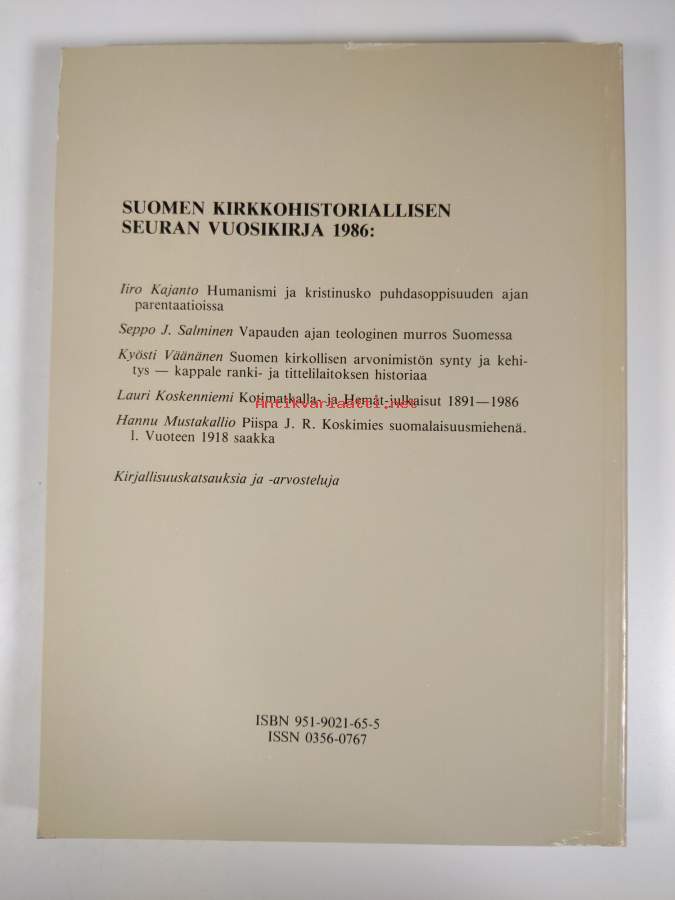 SUOMEN KIRKKOHISTORIALLISEN
SEURAN VUOSIKIRJA 1986:
Iiro Kajanto Humanismi ja kristinusko puhdasoppisuuden ajan
parentaatioissa
Seppo J. Salminen Vapauden ajan teologinen murros Suomessa
Kyösti Väänänen Suomen kirkollisen arvonimistön synty ja kehi-
tys — kappale ranki- ja tittelilaitoksen historiaa
Lauri Koskenniemi Kotimatkalla- ja Hemåt-julkaisut 1891—1986
Antikvariaatti.net
Hannu Mustakallio Piispa J. R. Koskimies suomalaisuusmiehenä.
1. Vuoteen 1918 saakka
Kirjallisuuskatsauksia ja -arvosteluja
ISBN 951-9021-65-5
ISSN 0356-0767